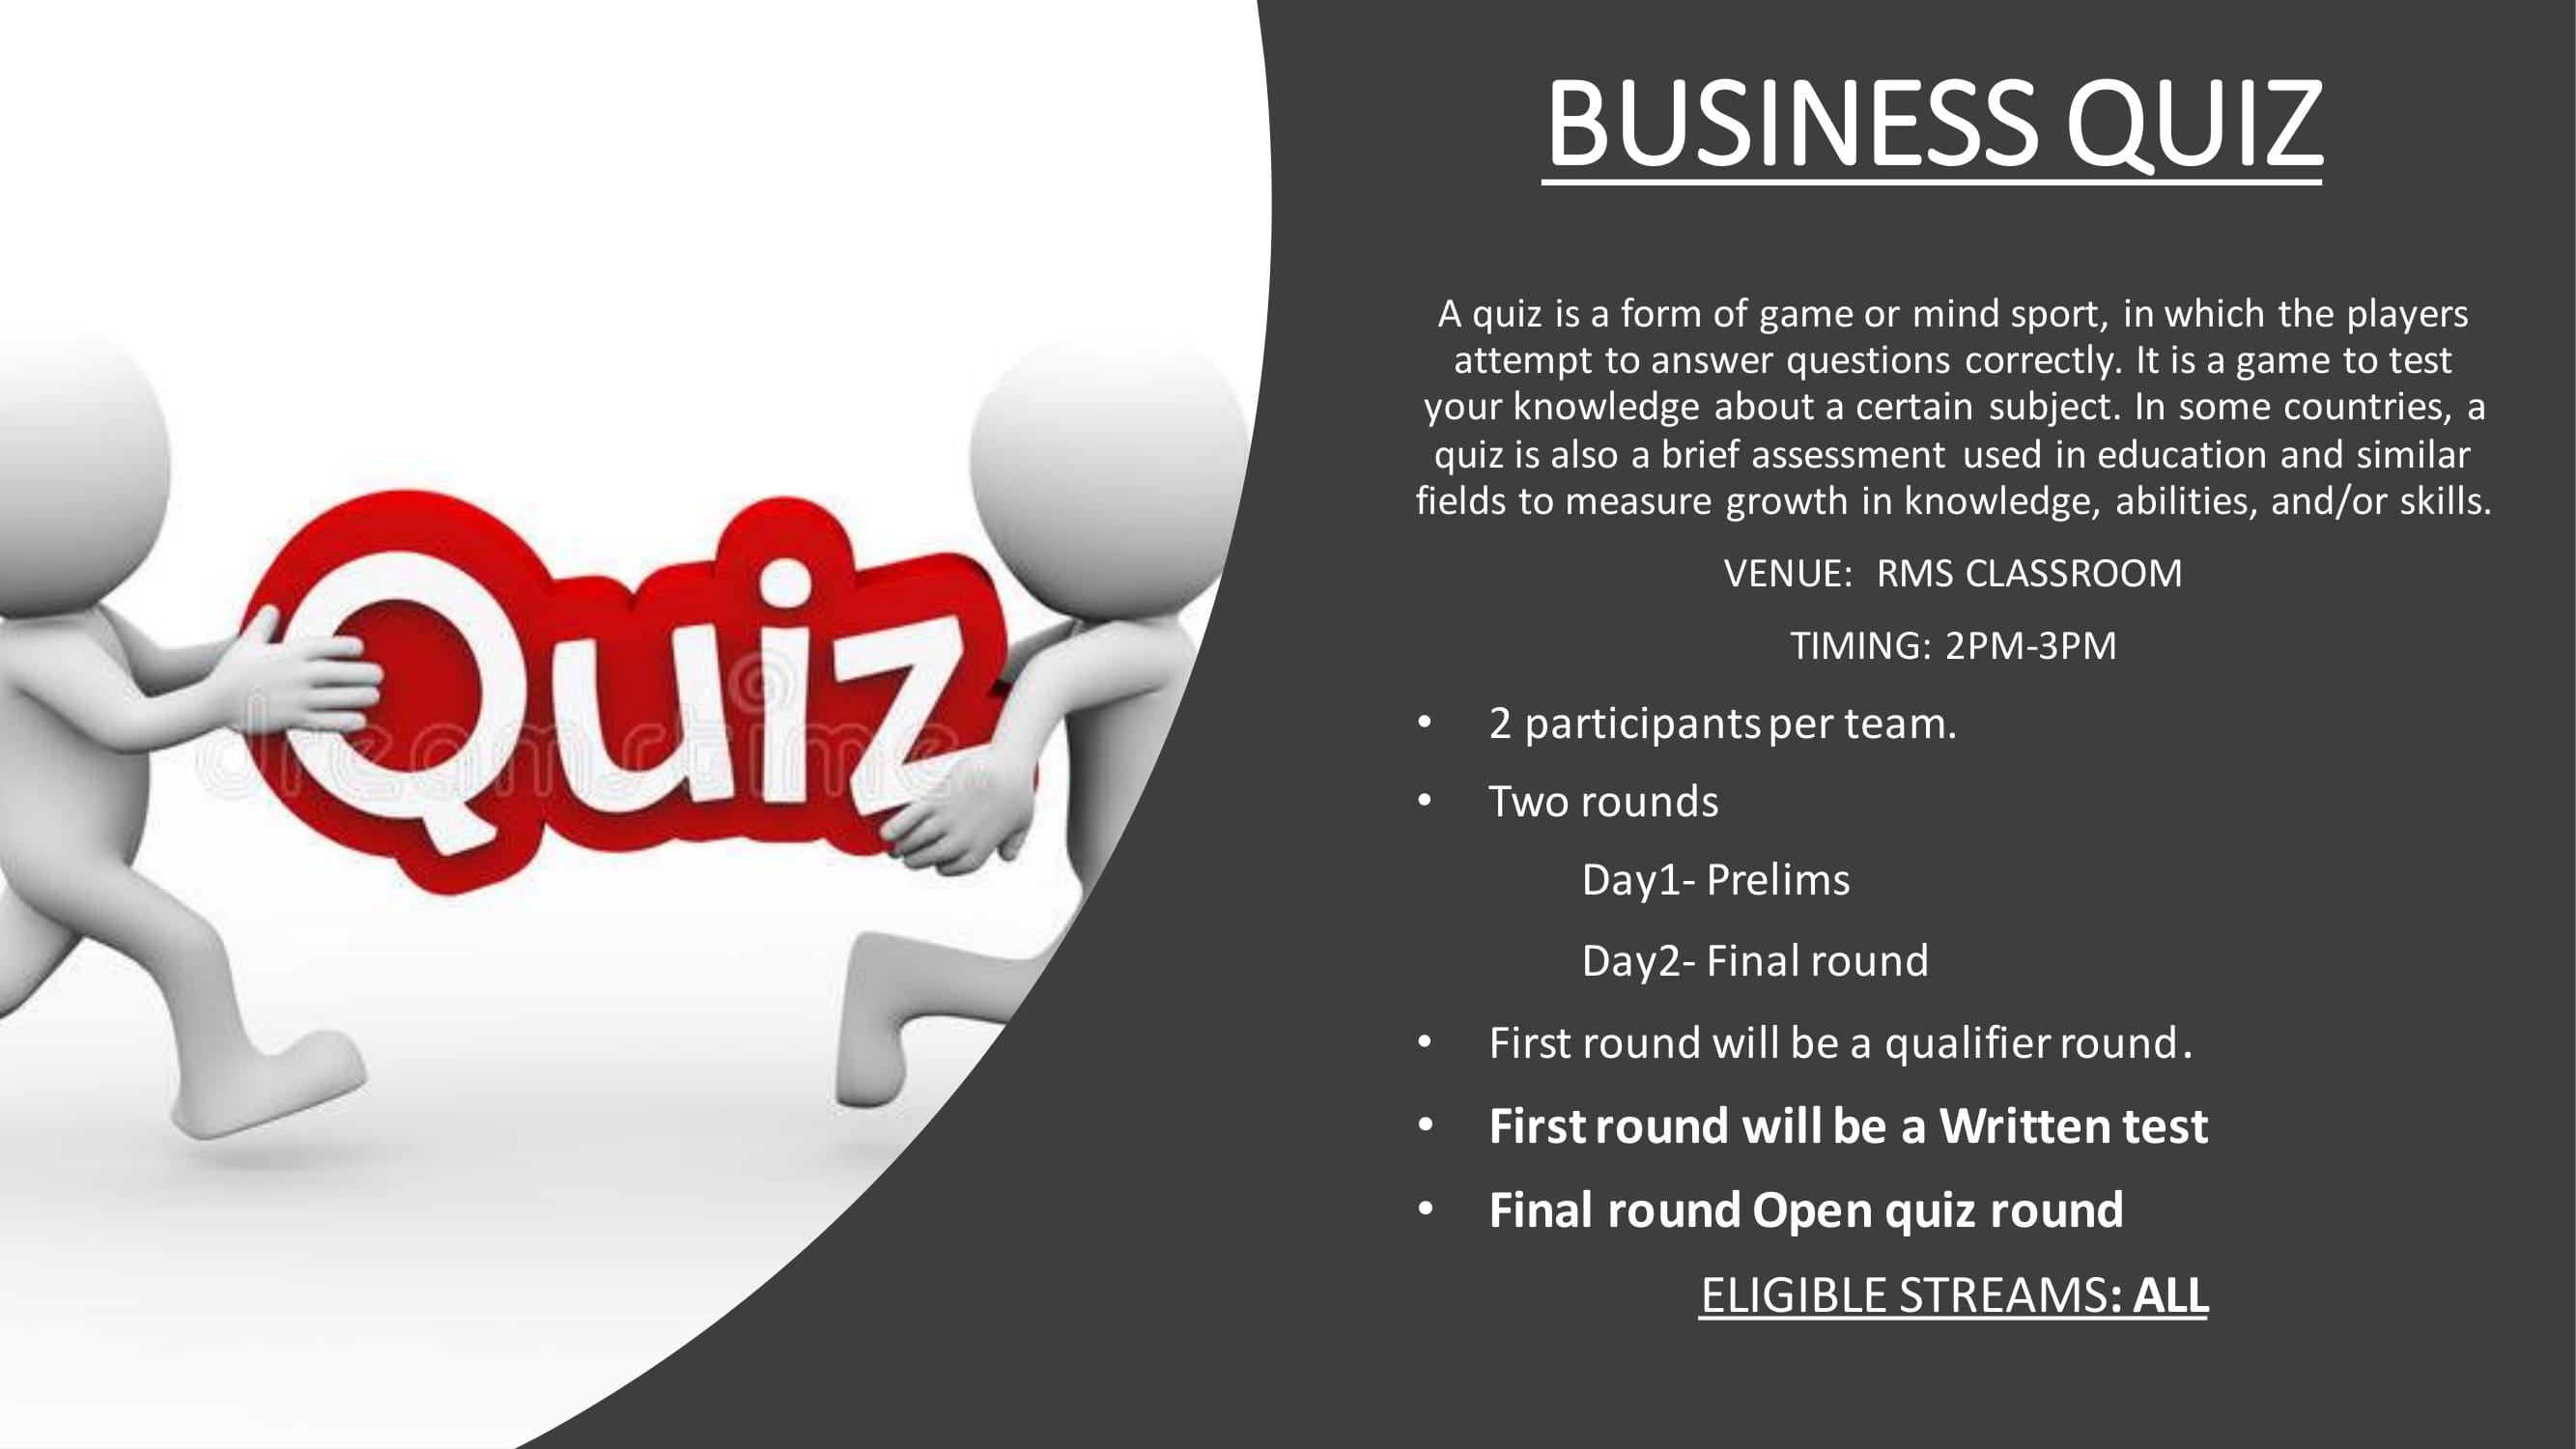 BUSINESS QUIZ
A quiz is a form of game or mind sport, in which the players
attempt to answer questions correctly. It is a game to test
your knowledge about a certain subject. In some countries, a
quiz is also a brief assessment used in education and similar
fields to measure growth in knowledge, abilities, and/or skills.
VENUE: RMS CLASSROOM
TIMING: 2PM-3PM
• 2 participants per team.
• Two rounds
Day1- Prelims
Day2- Final round
• First round will be a qualifier round.
• First round will be a Written test
• Final round Open quiz round
ELIGIBLE STREAMS: ALL
Quiz
dreamstime